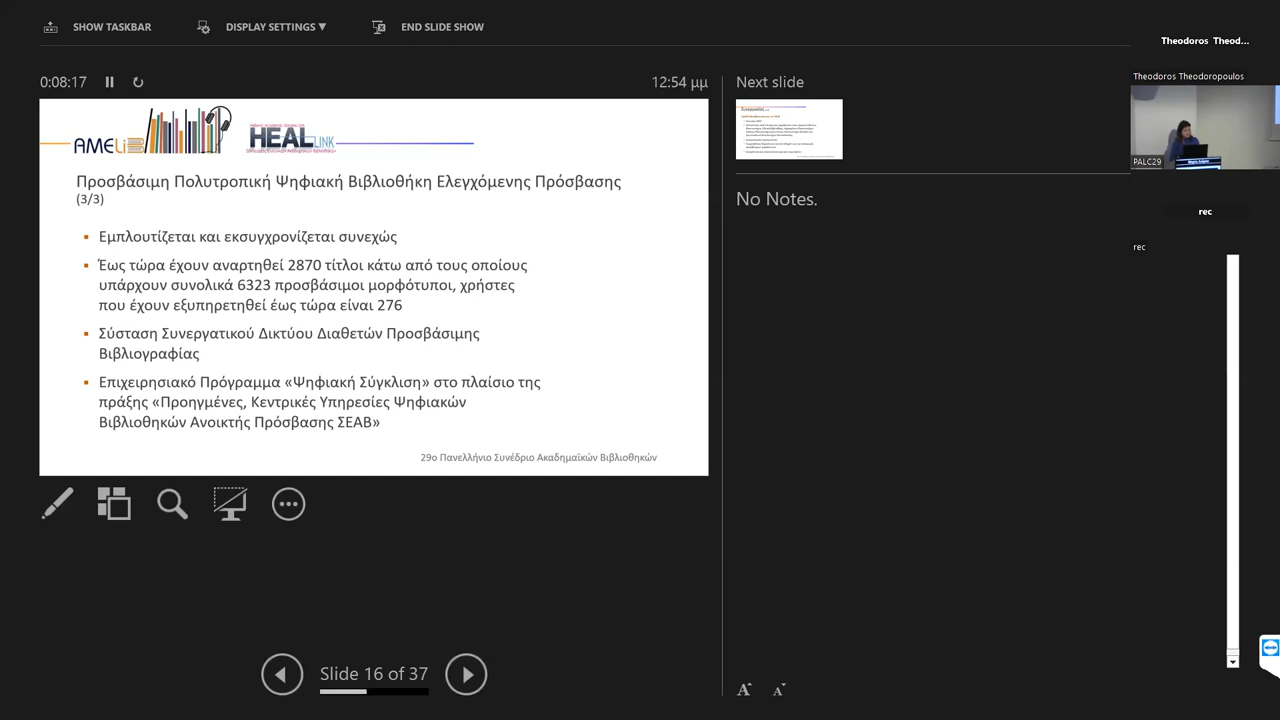 SHOW TASKBAR
DISPLAY SETTINGS ▼
END SLIDE SHOW
Theodoros Theod...
0:08:17
12:54 μμ
Next slide
Theodoros Theodoropoulos
AMELib
HEAL LINK
Προσβάσιμη Πολυτροπική Ψηφιακή Βιβλιοθήκη Ελεγχόμενης Πρόσβασης
(3/3)
PALC29
No Notes.
rec
rec
Εμπλουτίζεται και εκσυγχρονίζεται συνεχώς
Έως τώρα έχουν αναρτηθεί 2870 τίτλοι κάτω από τους οποίους
υπάρχουν συνολικά 6323 προσβάσιμοι μορφότυποι, χρήστες
που έχουν εξυπηρετηθεί έως τώρα είναι 276
Σύσταση Συνεργατικού Δικτύου Διαθετών Προσβάσιμης
Βιβλιογραφίας
Επιχειρησιακό Πρόγραμμα «Ψηφιακή Σύγκλιση» στο πλαίσιο της
πράξης «Προηγμένες, Κεντρικές Υπηρεσίες Ψηφιακών
Βιβλιοθηκών Ανοικτής Πρόσβασης ΣΕΑΒ»
29ο Πανελλήνιο Συνέδριο Ακαδημαϊκών Βιβλιοθηκών
Slide 16 of 37
A A